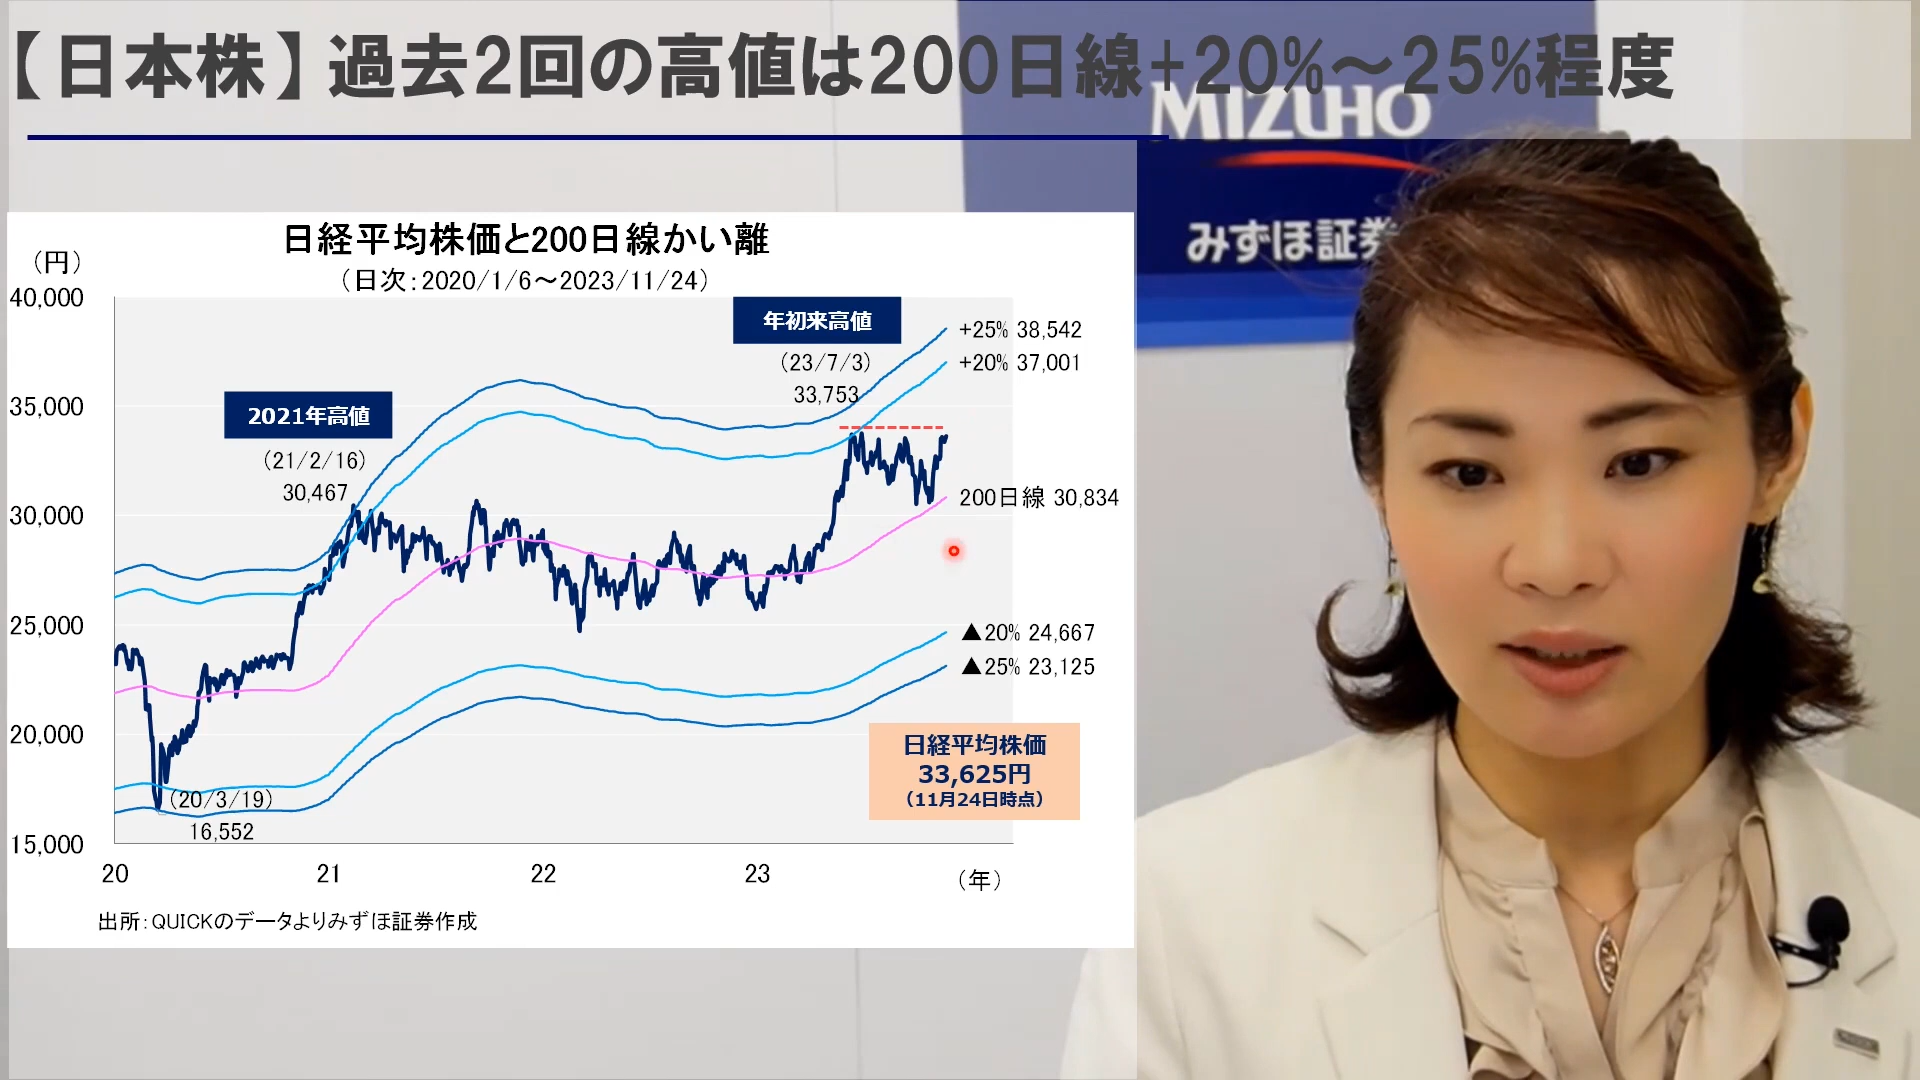 【日本株】過去2回の高値は200日線+20%～25%程度
MIZUHO
みずほ証券
日経平均株価と200日線かい離
（日次：2020/1/6～2023/11/24）
（円）
40,000
35,000
30,000
25,000
20,000
15,000
年初来高値
（23/7/3）
33,753
2021年高値
（21/2/16）
30,467
+25% 38,542
+20% 37,001
200日線 30,834
▲20% 24,667
▲25% 23,125
日経平均株価
33,625円
（11月24日時点）
（20/3/19）
16,552
20
21
22
23
（年）
出所：QUICKのデータよりみずほ証券作成